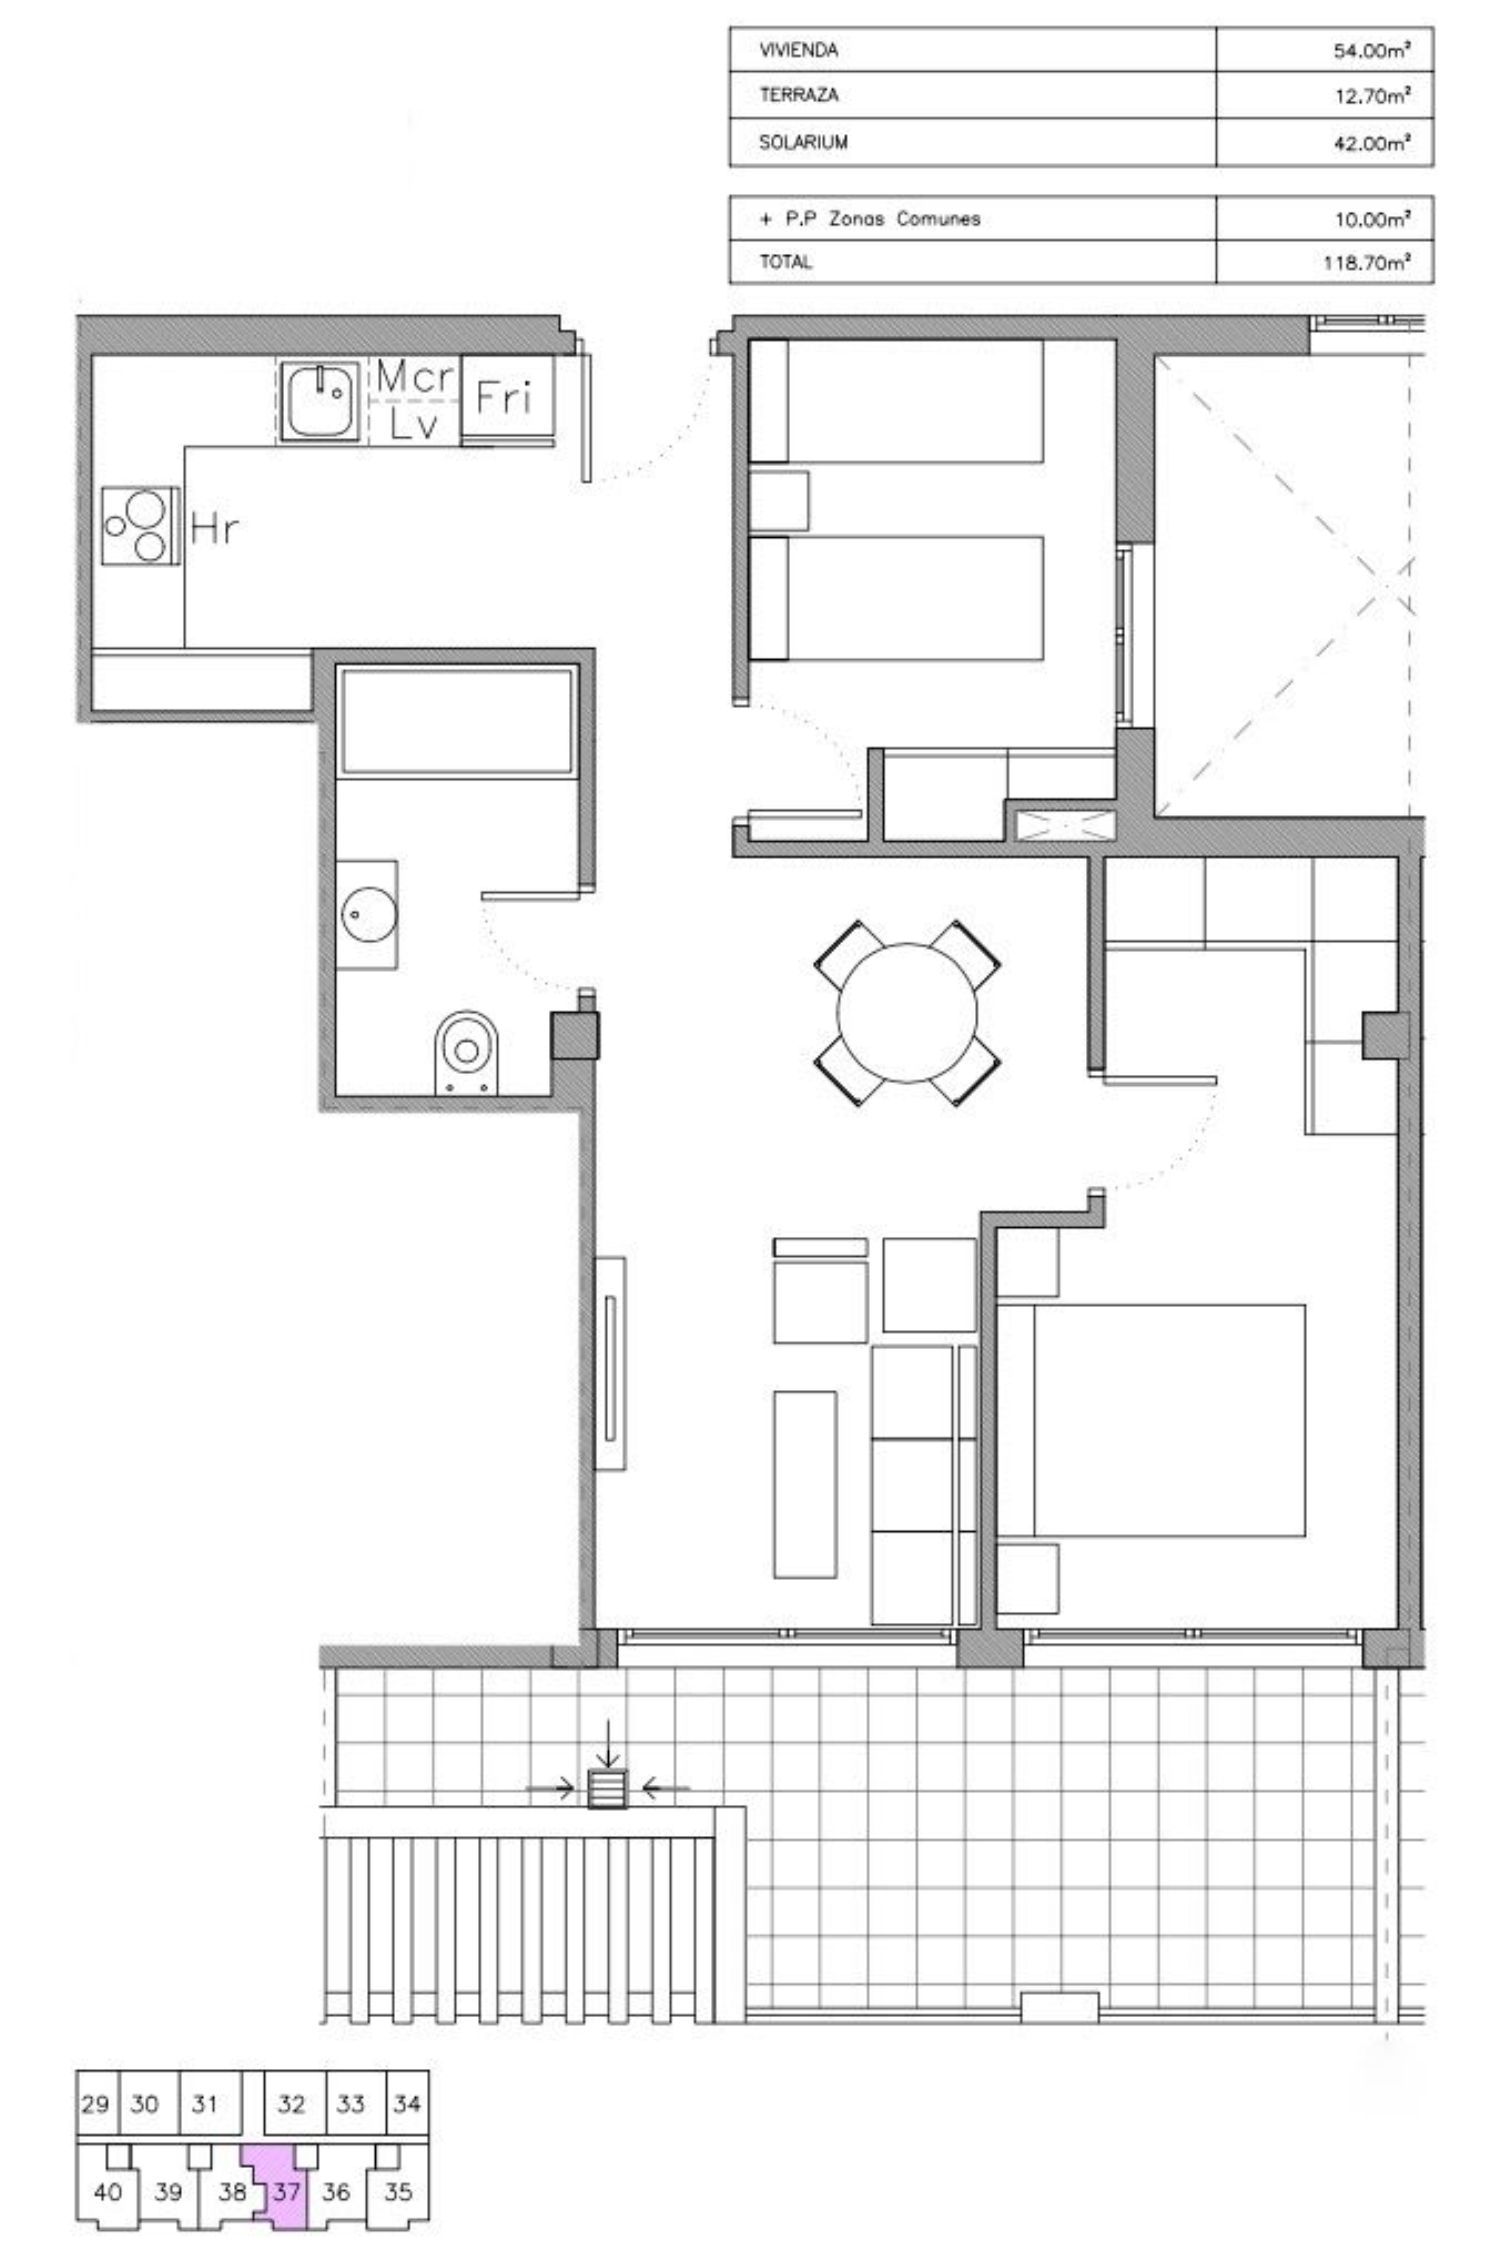 VIVIENDA 54.00m²
TERRAZA 12.70m²
SOLARIUM 42.00m²
+ P.P Zonas Comunes 10.00m²
TOTAL 118.70m²
Mcr
Fri
Lv
Hr
29 30 31 32 33 34
40 39 38 37 36 35